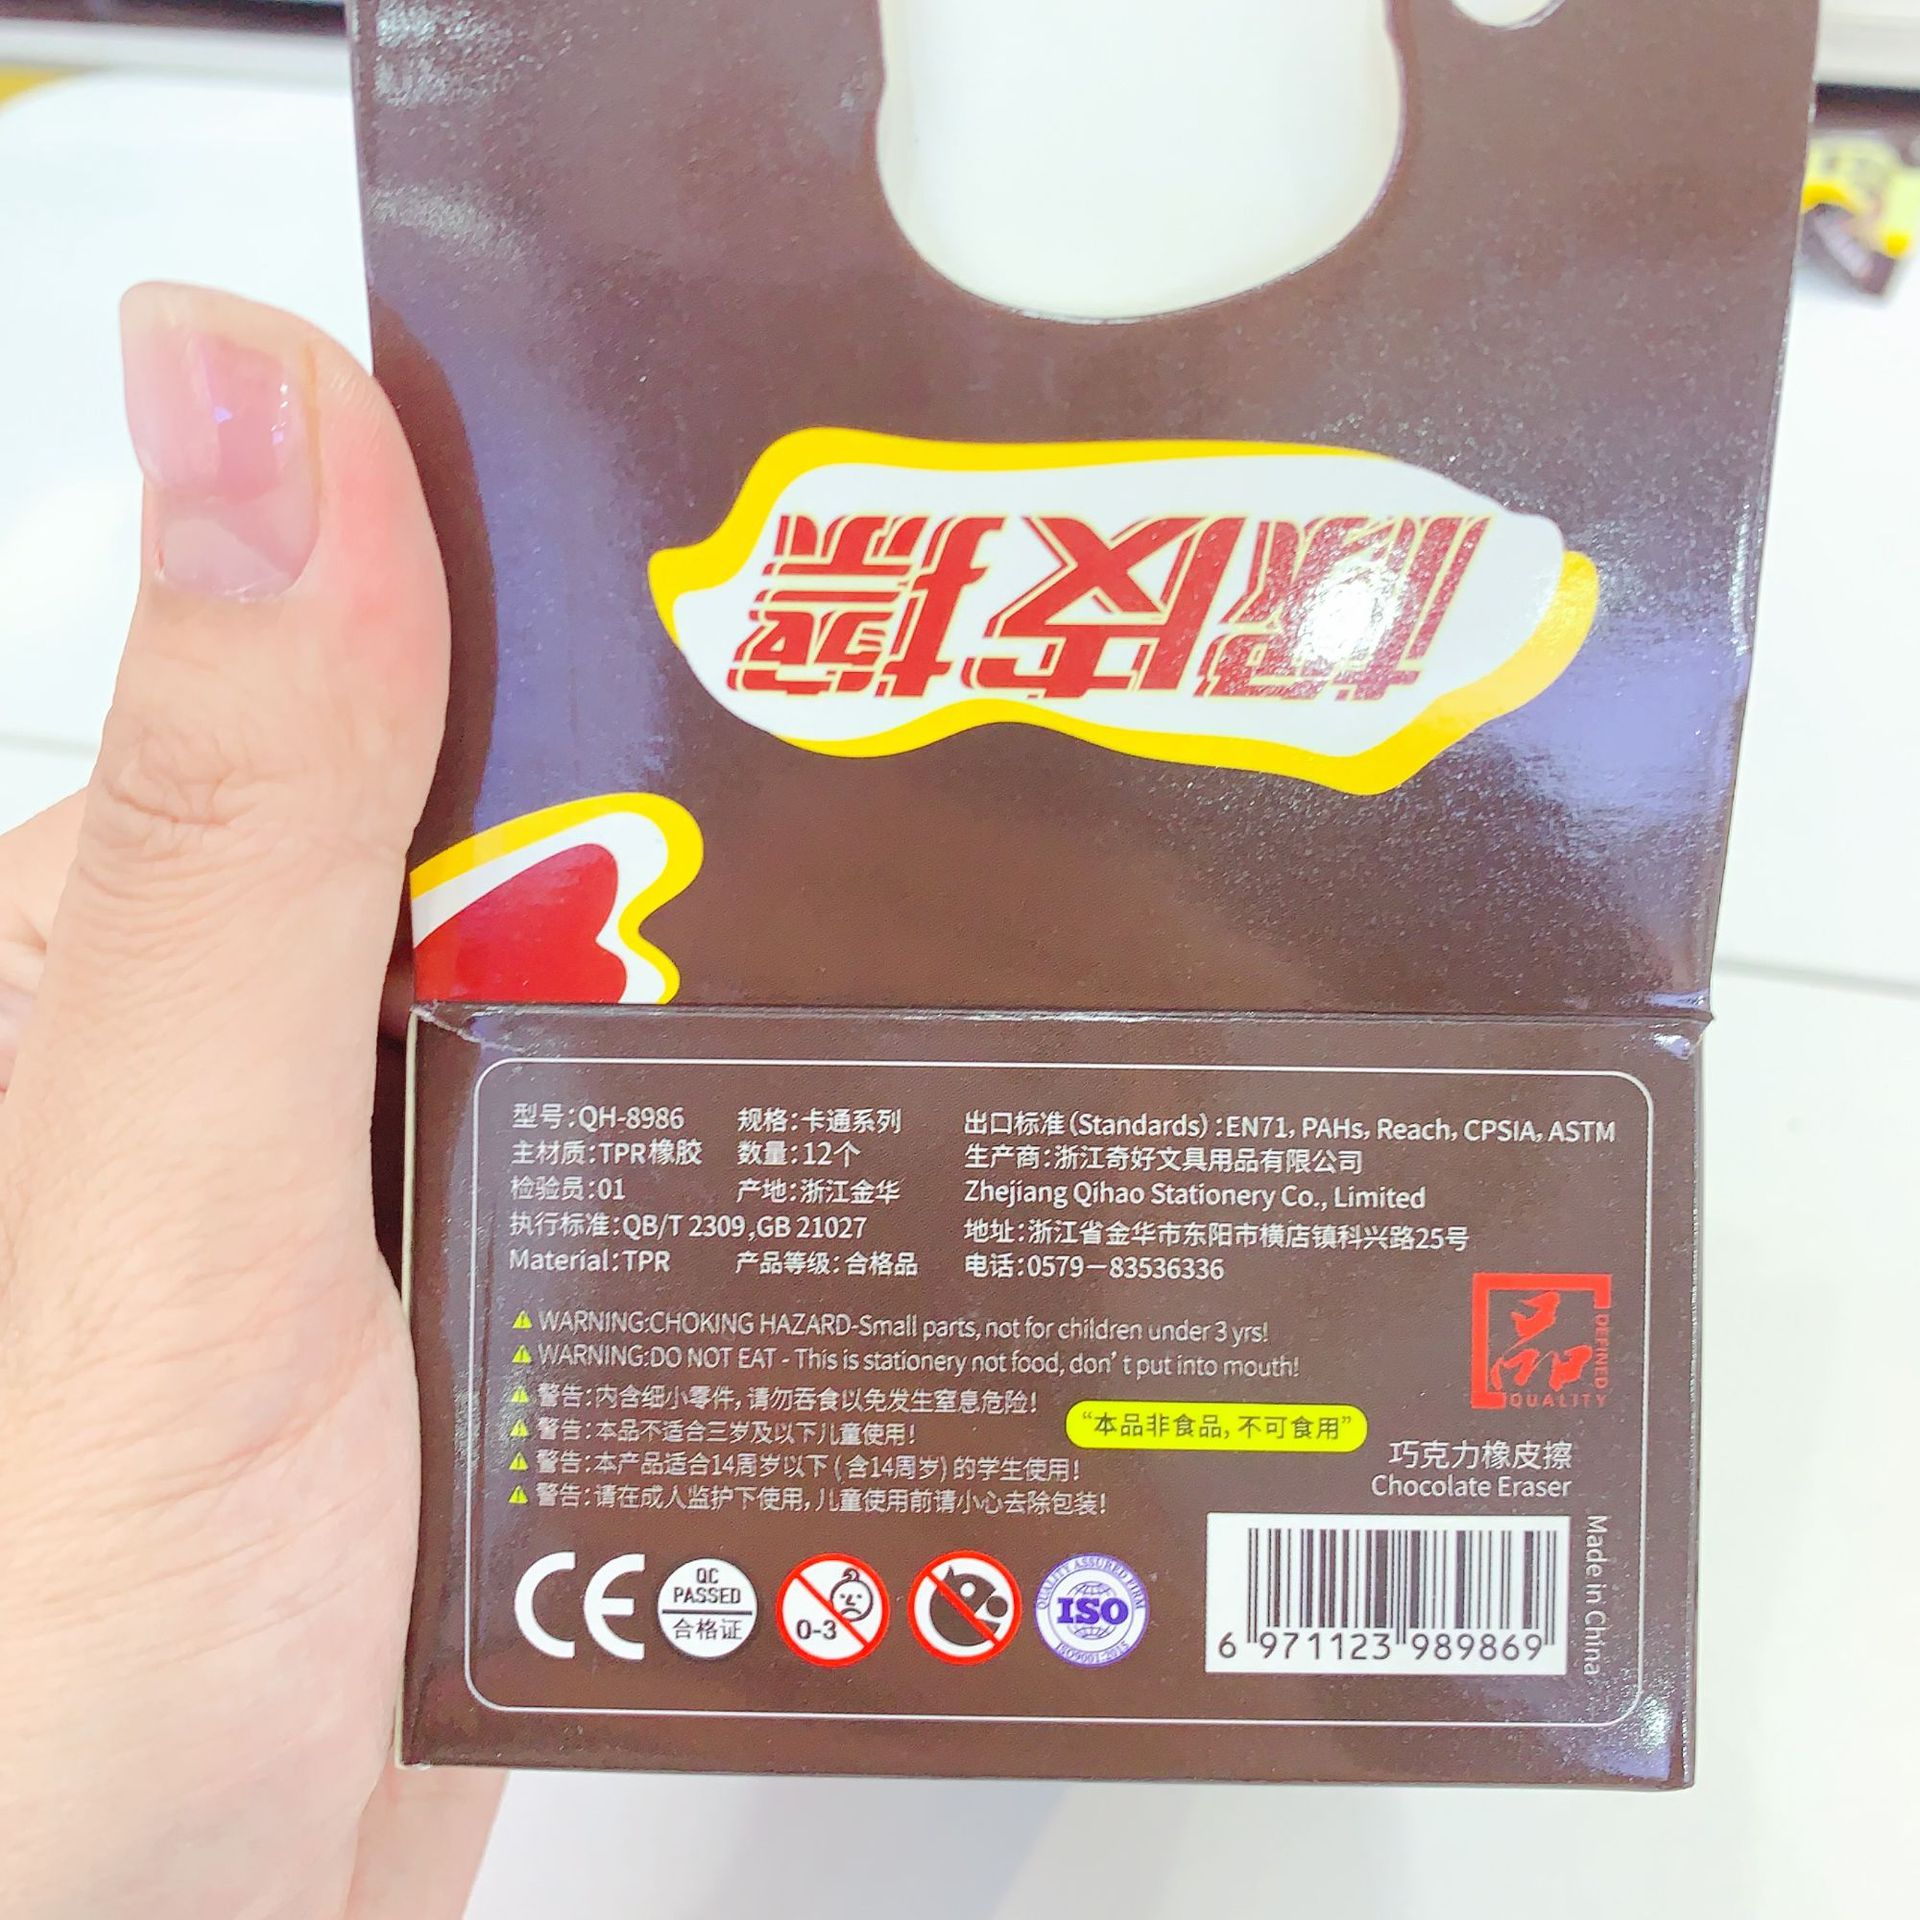 橡皮擦
型号:QH-8986 规格:卡通系列
主材质:TPR橡胶 数量:12个
检验员:01 产地:浙江金华
执行标准:QB/T 2309,GB 21027
Material:TPR 产品等级:合格品
出口标准(Standards):EN71, PAHs, Reach, CPSIA, ASTM
生产商:浙江奇好文具用品有限公司
Zhejiang Qihao Stationery Co., Limited
地址:浙江省金华市东阳市横店镇科兴路25号
电话:0579-83536336
WARNING:CHOKING HAZARD-Small parts, not for children under 3 yrs!
WARNING:DO NOT EAT - This is stationery not food, don't put into mouth!
警告:内含细小零件,请勿吞食以免发生窒息危险!
警告:本品不适合三岁及以下儿童使用!
警告:本产品适合14周岁以下(含14周岁)的学生使用!
警告:请在成人监护下使用,儿童使用前请小心去除包装!
“本品非食品,不可食用”
品
DEFINED
QUALITY
巧克力橡皮擦
Chocolate Eraser
CE
QC
PASSED
合格证
0-3
QUALITY ASSURED FIRM
ISO
ISO9001:2015
6 971123 989869
Made in China